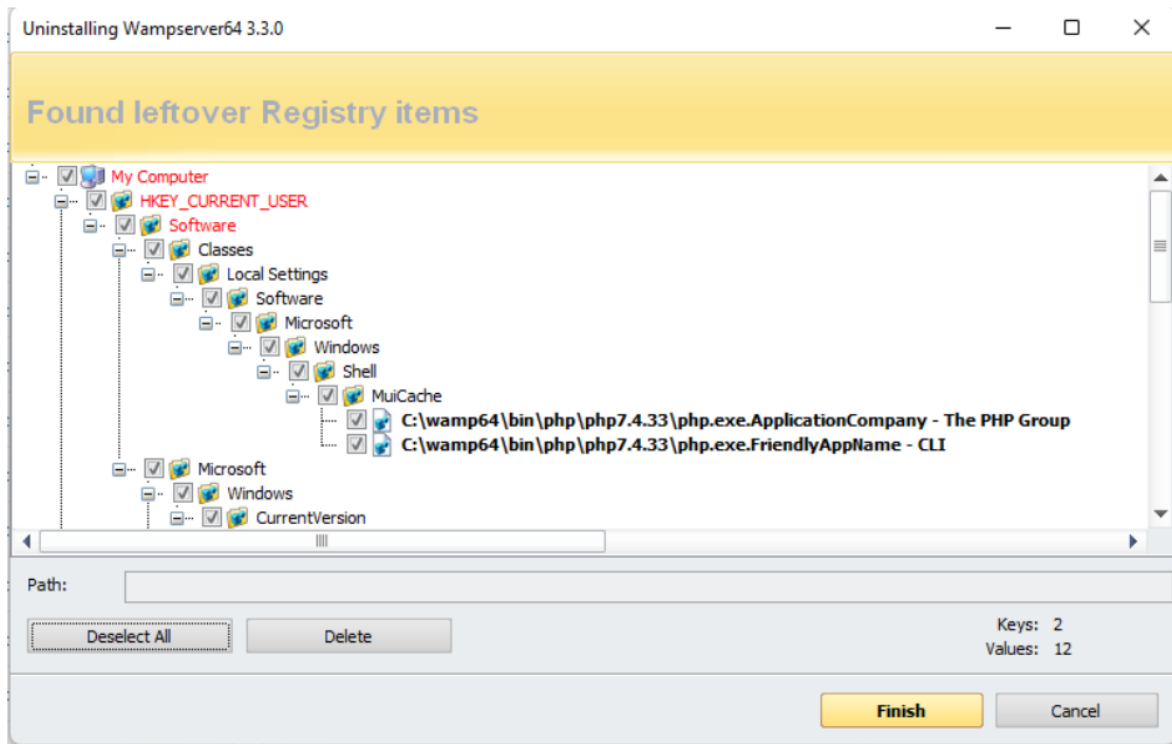 Uninstalling Wampserver64 3.3.0
Found leftover Registry items
My Computer
HKEY_CURRENT_USER
Software
Classes
Local Settings
Software
Microsoft
Windows
Shell
MuiCache
C:\wamp64\bin\php\php7.4.33\php.exe.ApplicationCompany - The PHP Group
C:\wamp64\bin\php\php7.4.33\php.exe.FriendlyAppName - CLI
Microsoft
Windows
CurrentVersion
Path:
Deselect All Delete Keys: 2
Values: 12
Finish Cancel